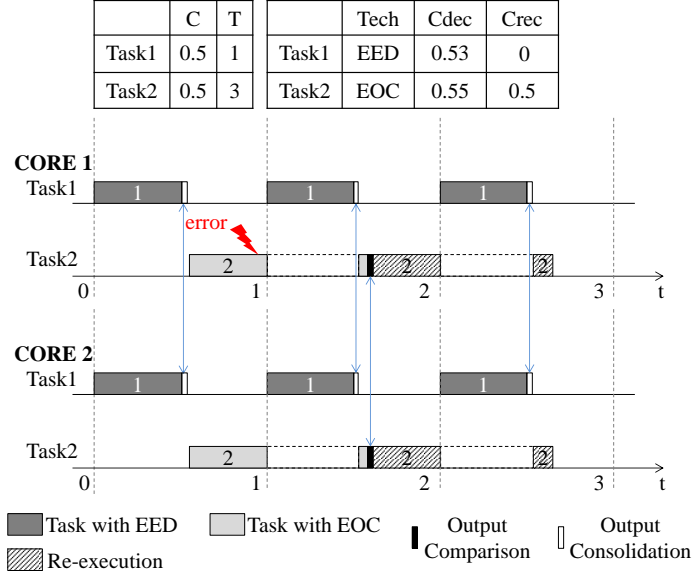 C T
Task1 0.5 1
Task2 0.5 3
Tech Cdec Crec
Task1 EED 0.53 0
Task2 EOC 0.55 0.5
CORE 1
Task1
1 1 1
error
Task2
2 2 2
0 1 2 3 t
CORE 2
Task1
1 1 1
Task2
2 2 2
0 1 2 3 t
Task with EED
Task with EOC
Output Comparison
Output Consolidation
Re-execution